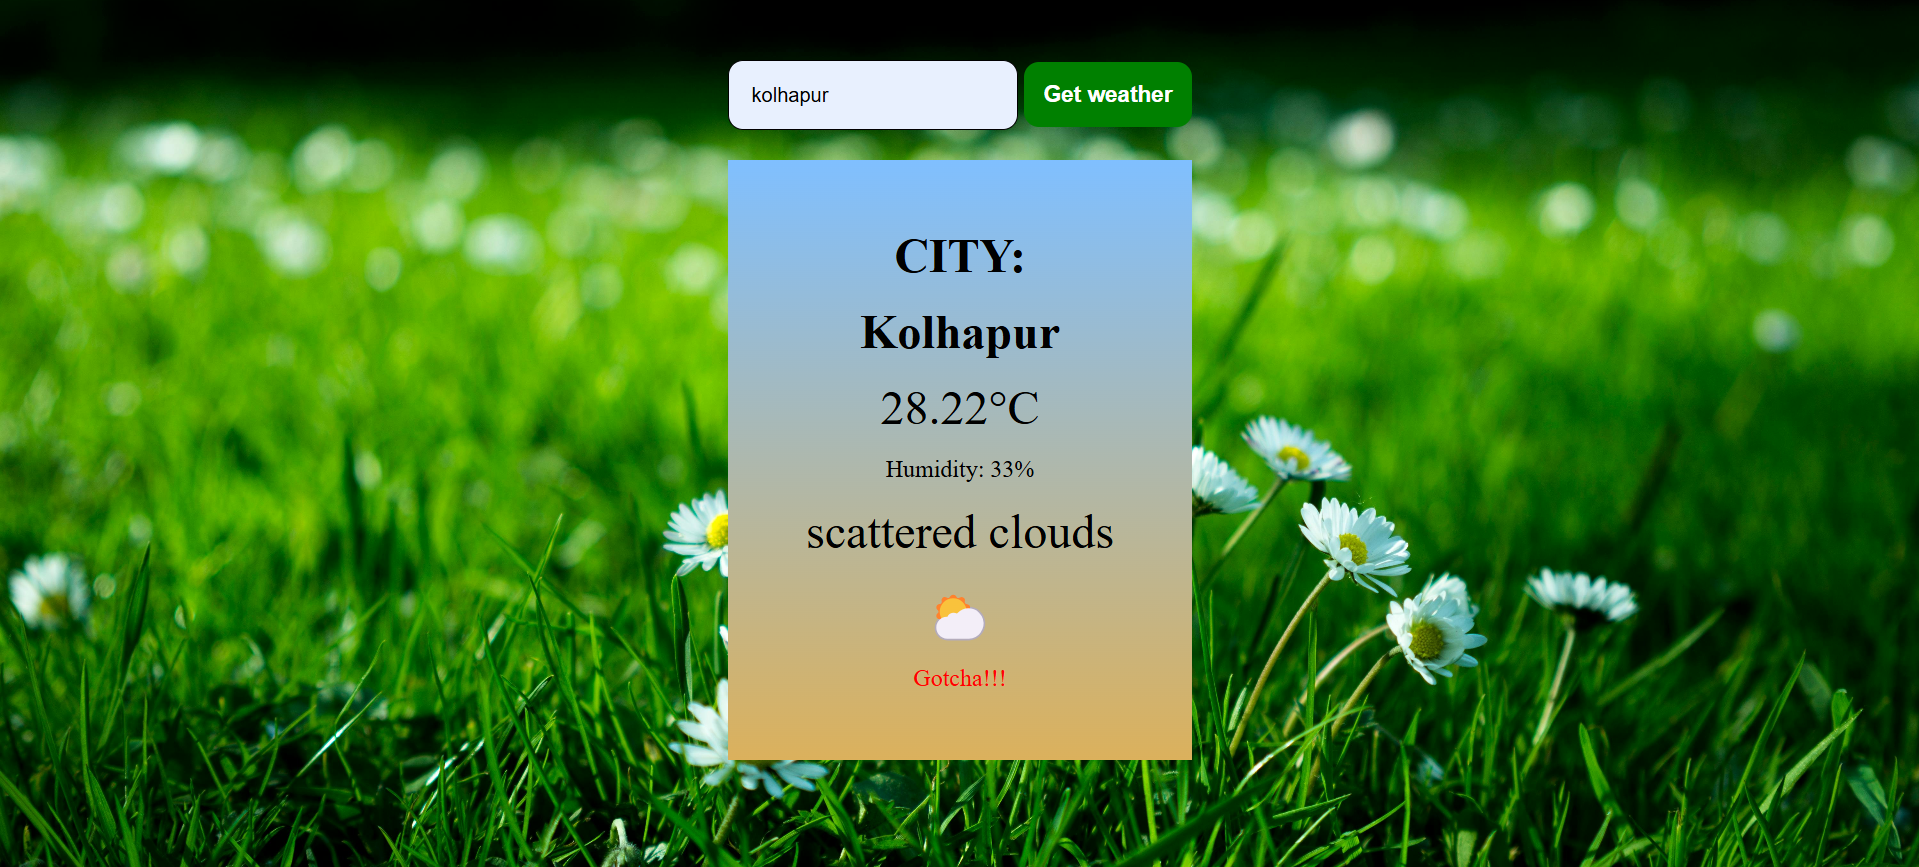 kolhapur
Get weather
CITY:
Kolhapur
28.22°C
Humidity: 33%
scattered clouds
Gotcha!!!